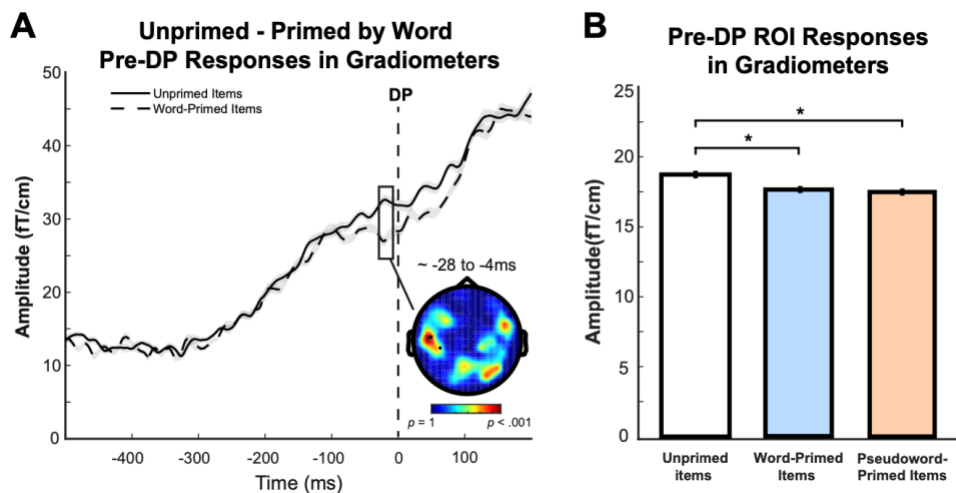 A
Unprimed - Primed by Word
Pre-DP Responses in Gradiometers
50
40
30
20
10
0
Amplitude (fT/cm)
Unprimed Items
Word-Primed Items
DP
~ -28 to -4ms
p = 1
p < .001
-400
-300
-200
-100
0
100
Time (ms)
B
Pre-DP ROI Responses
in Gradiometers
25
20
15
10
5
0
Amplitude(fT/cm)
*
*
Unprimed
items
Word-Primed
Items
Pseudoword-
Primed Items